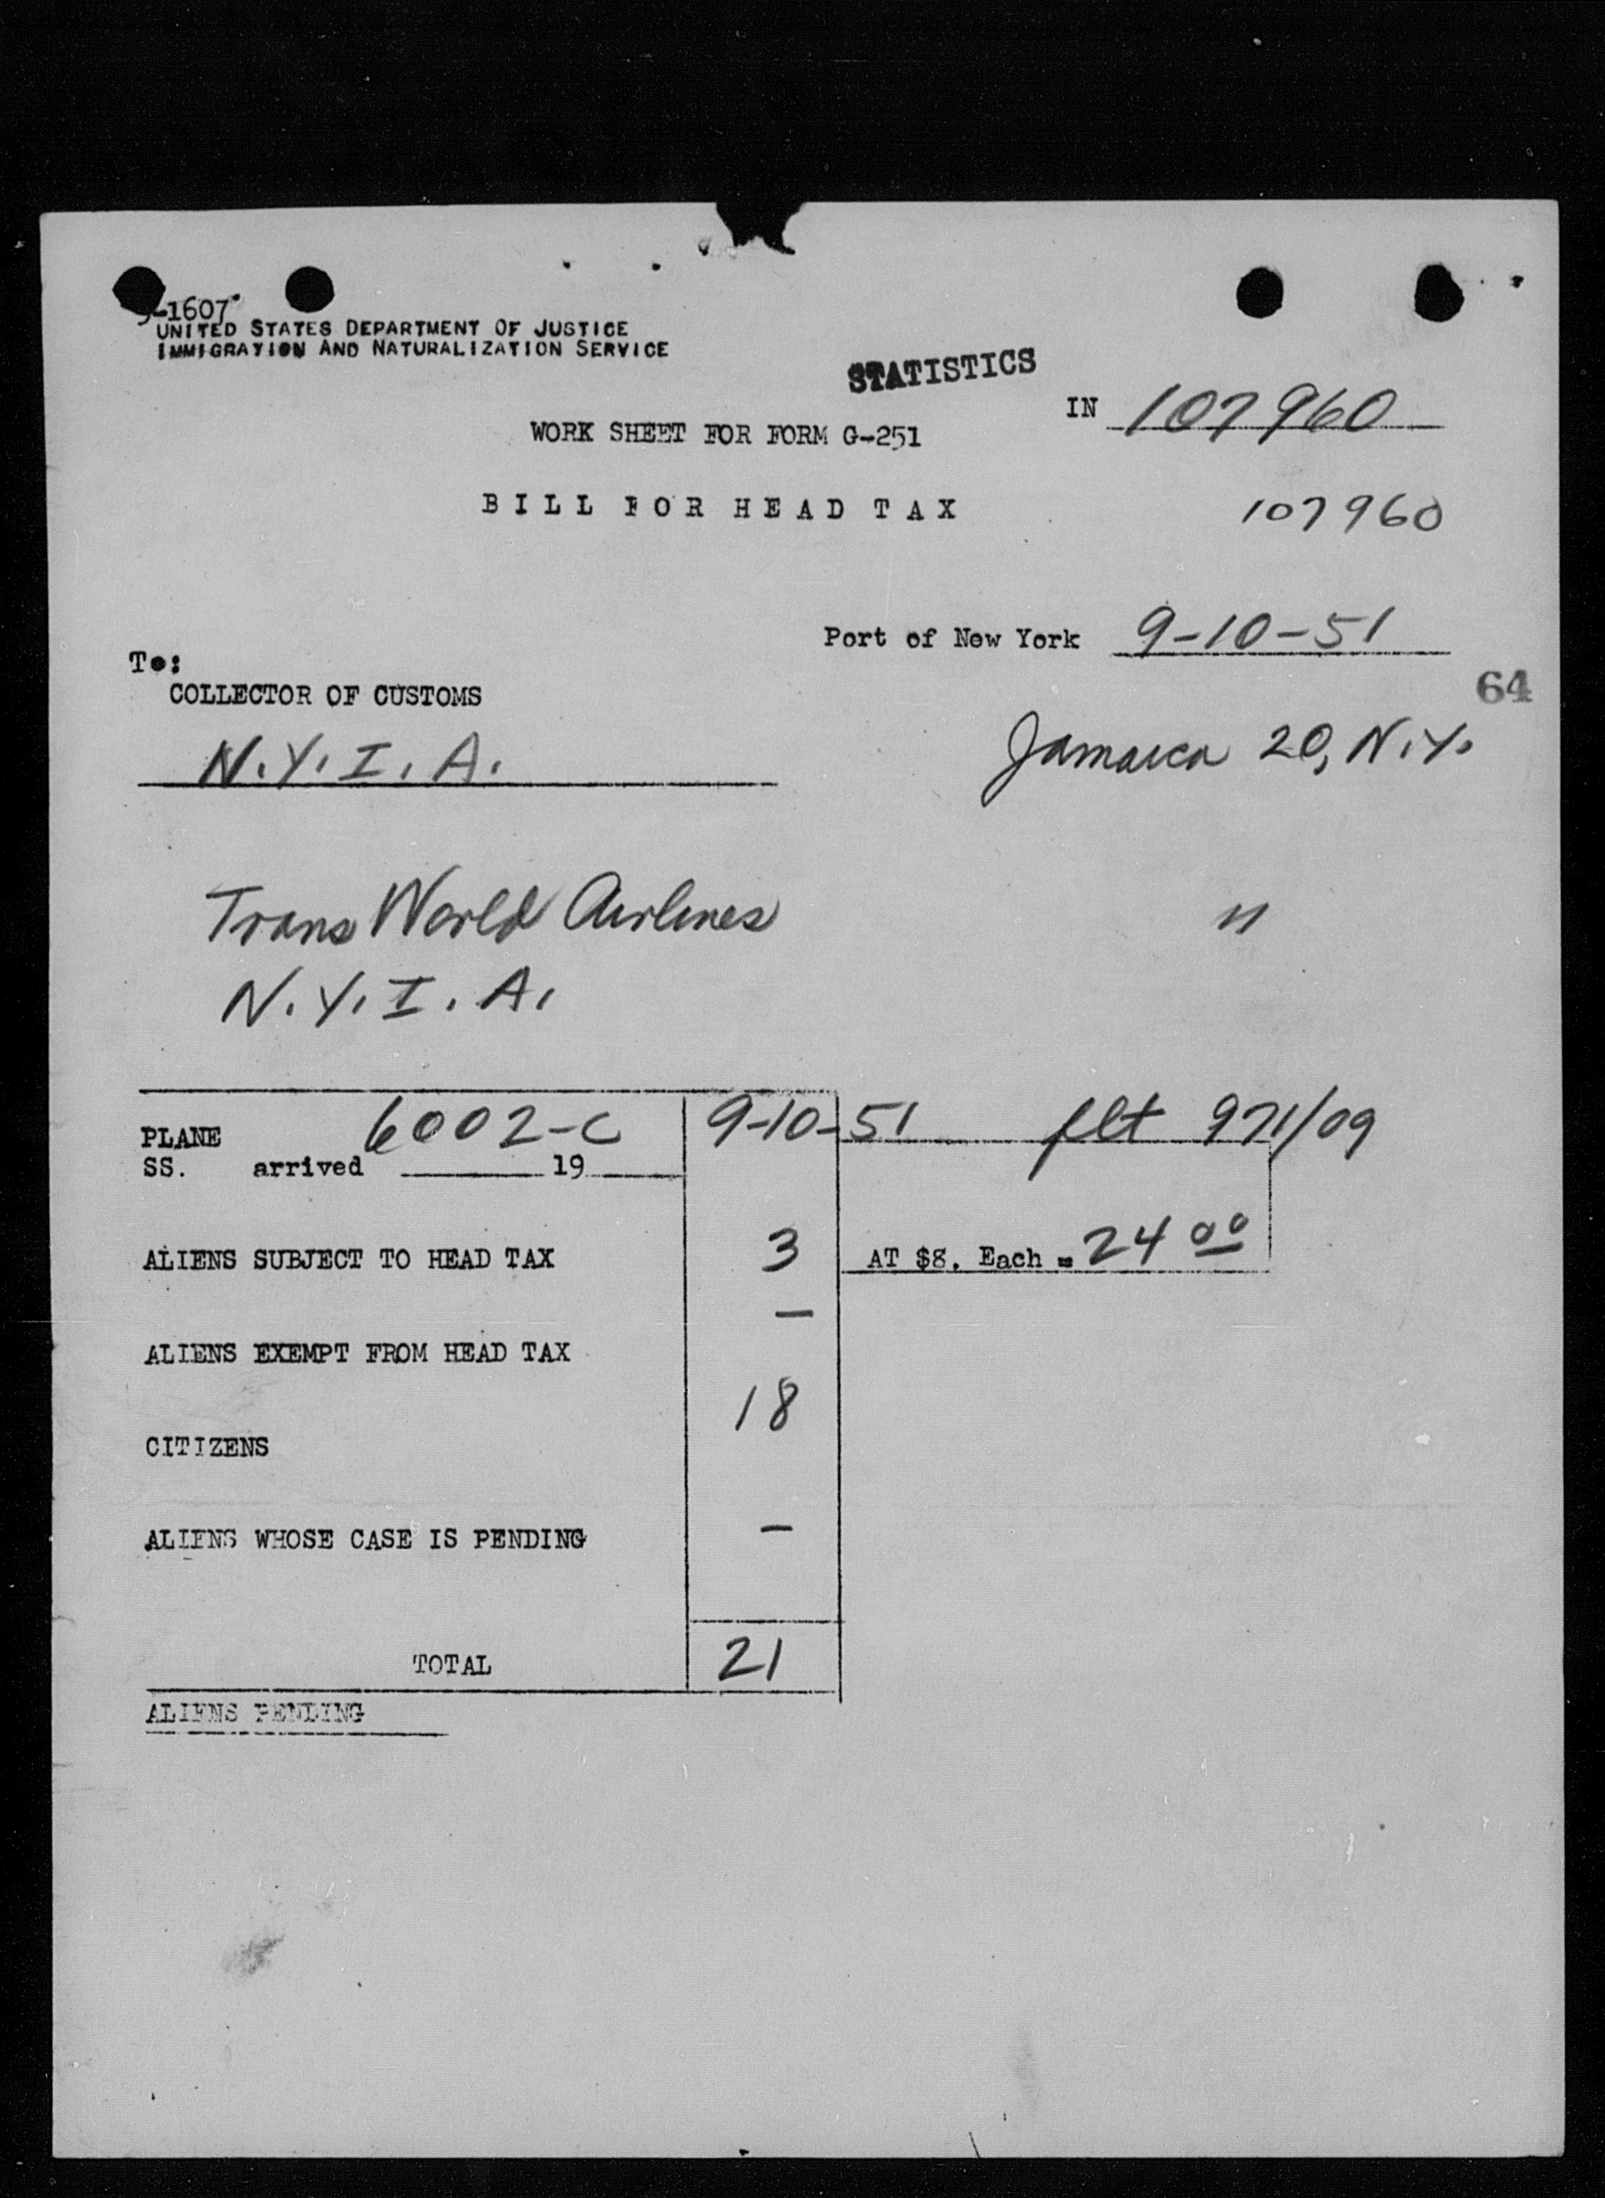 -1607
UNITED STATES DEPARTMENT OF JUSTICE
IMMIGRATION AND NATURALIZATION SERVICE
STATISTICS
IN 107960
WORK SHEET FOR FORM G-251
BILL FOR HEAD TAX
107960
Port of New York 9-10-51
To:
COLLECTOR OF CUSTOMS
64
N.Y.I.A.
Jamaica 20, N.Y.
Trans World Airlines "
N.Y.I.A.
PLANE 6002-C 9-10-51 flt 971/09
SS. arrived 19
ALIENS SUBJECT TO HEAD TAX 3 AT $8. Each = 24 00
ALIENS EXEMPT FROM HEAD TAX —
CITIZENS 18
ALIENS WHOSE CASE IS PENDING —
TOTAL 21
ALIENS PENDING